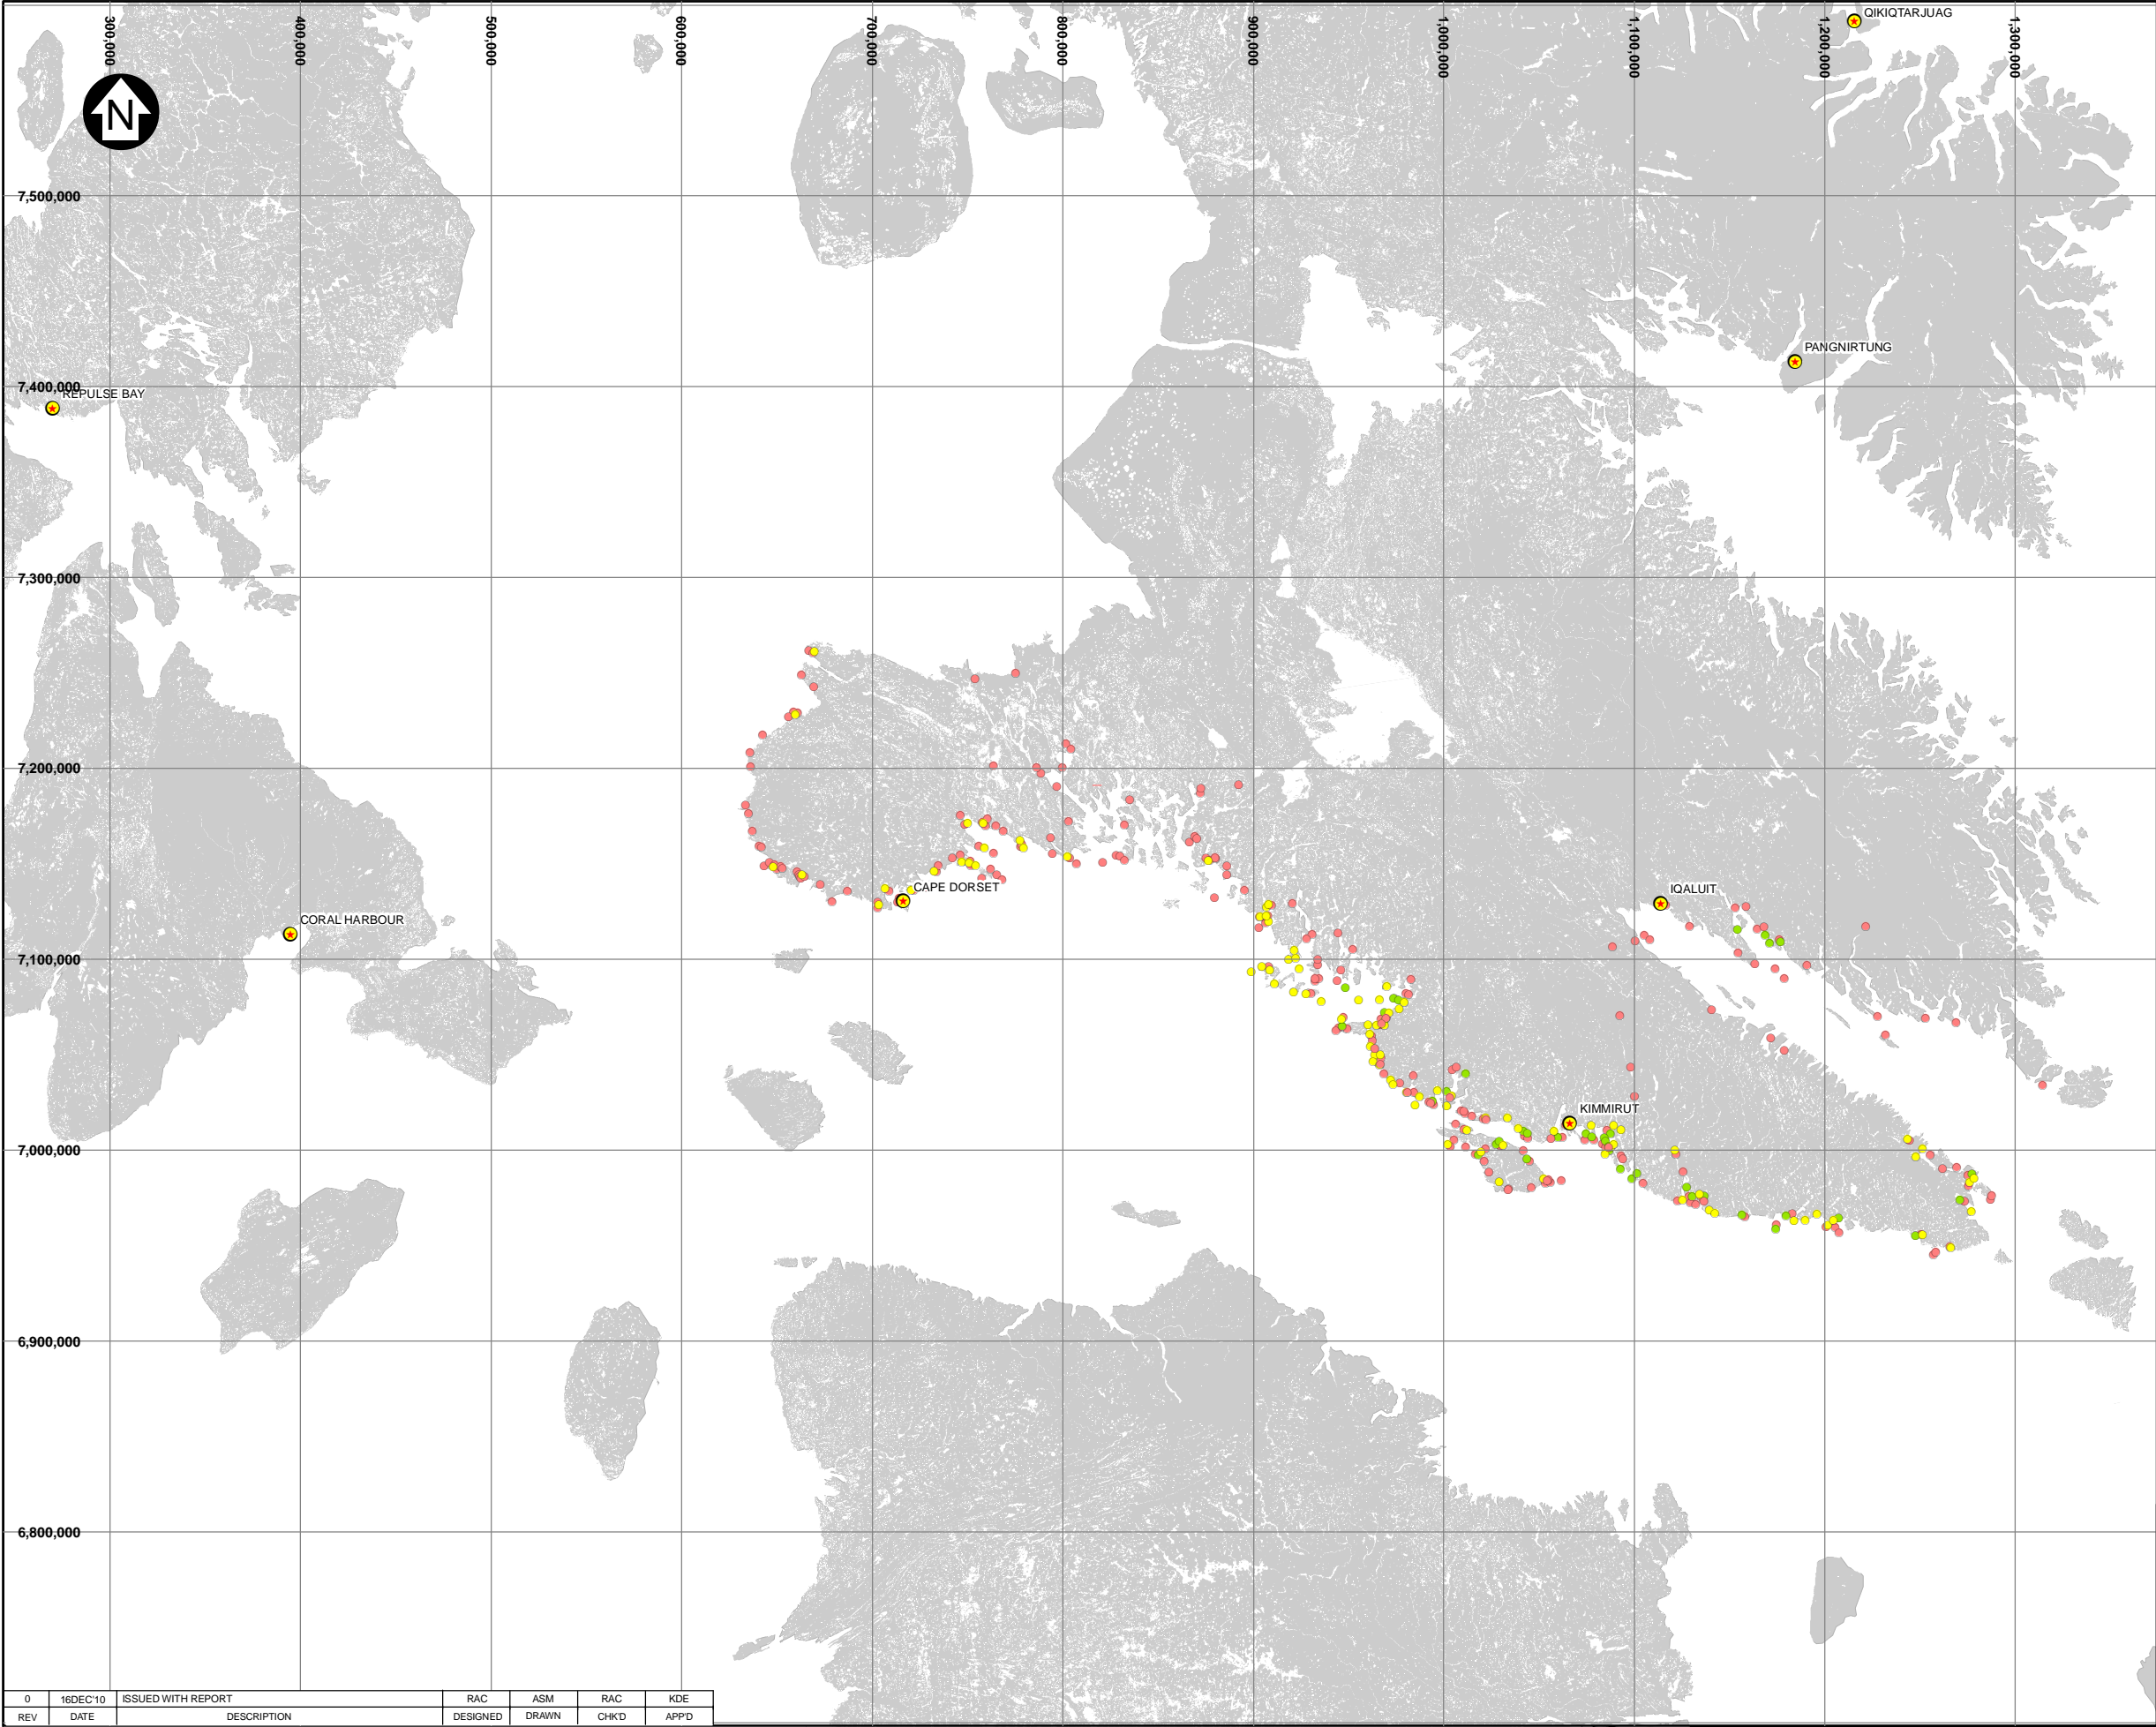 300,000
400,000
500,000
600,000
700,000
800,000
900,000
1,000,000
1,100,000
1,200,000
1,300,000
QIKIQTARJUAG
N
7,500,000
PANGNIRTUNG
7,400,000
REPULSE BAY
7,300,000
7,200,000
CAPE DORSET
IQALUIT
CORAL HARBOUR
7,100,000
KIMMIRUT
7,000,000
6,900,000
6,800,000
0 16DEC'10 ISSUED WITH REPORT RAC ASM RAC KDE
REV DATE DESCRIPTION DESIGNED DRAWN CHK'D APP'D